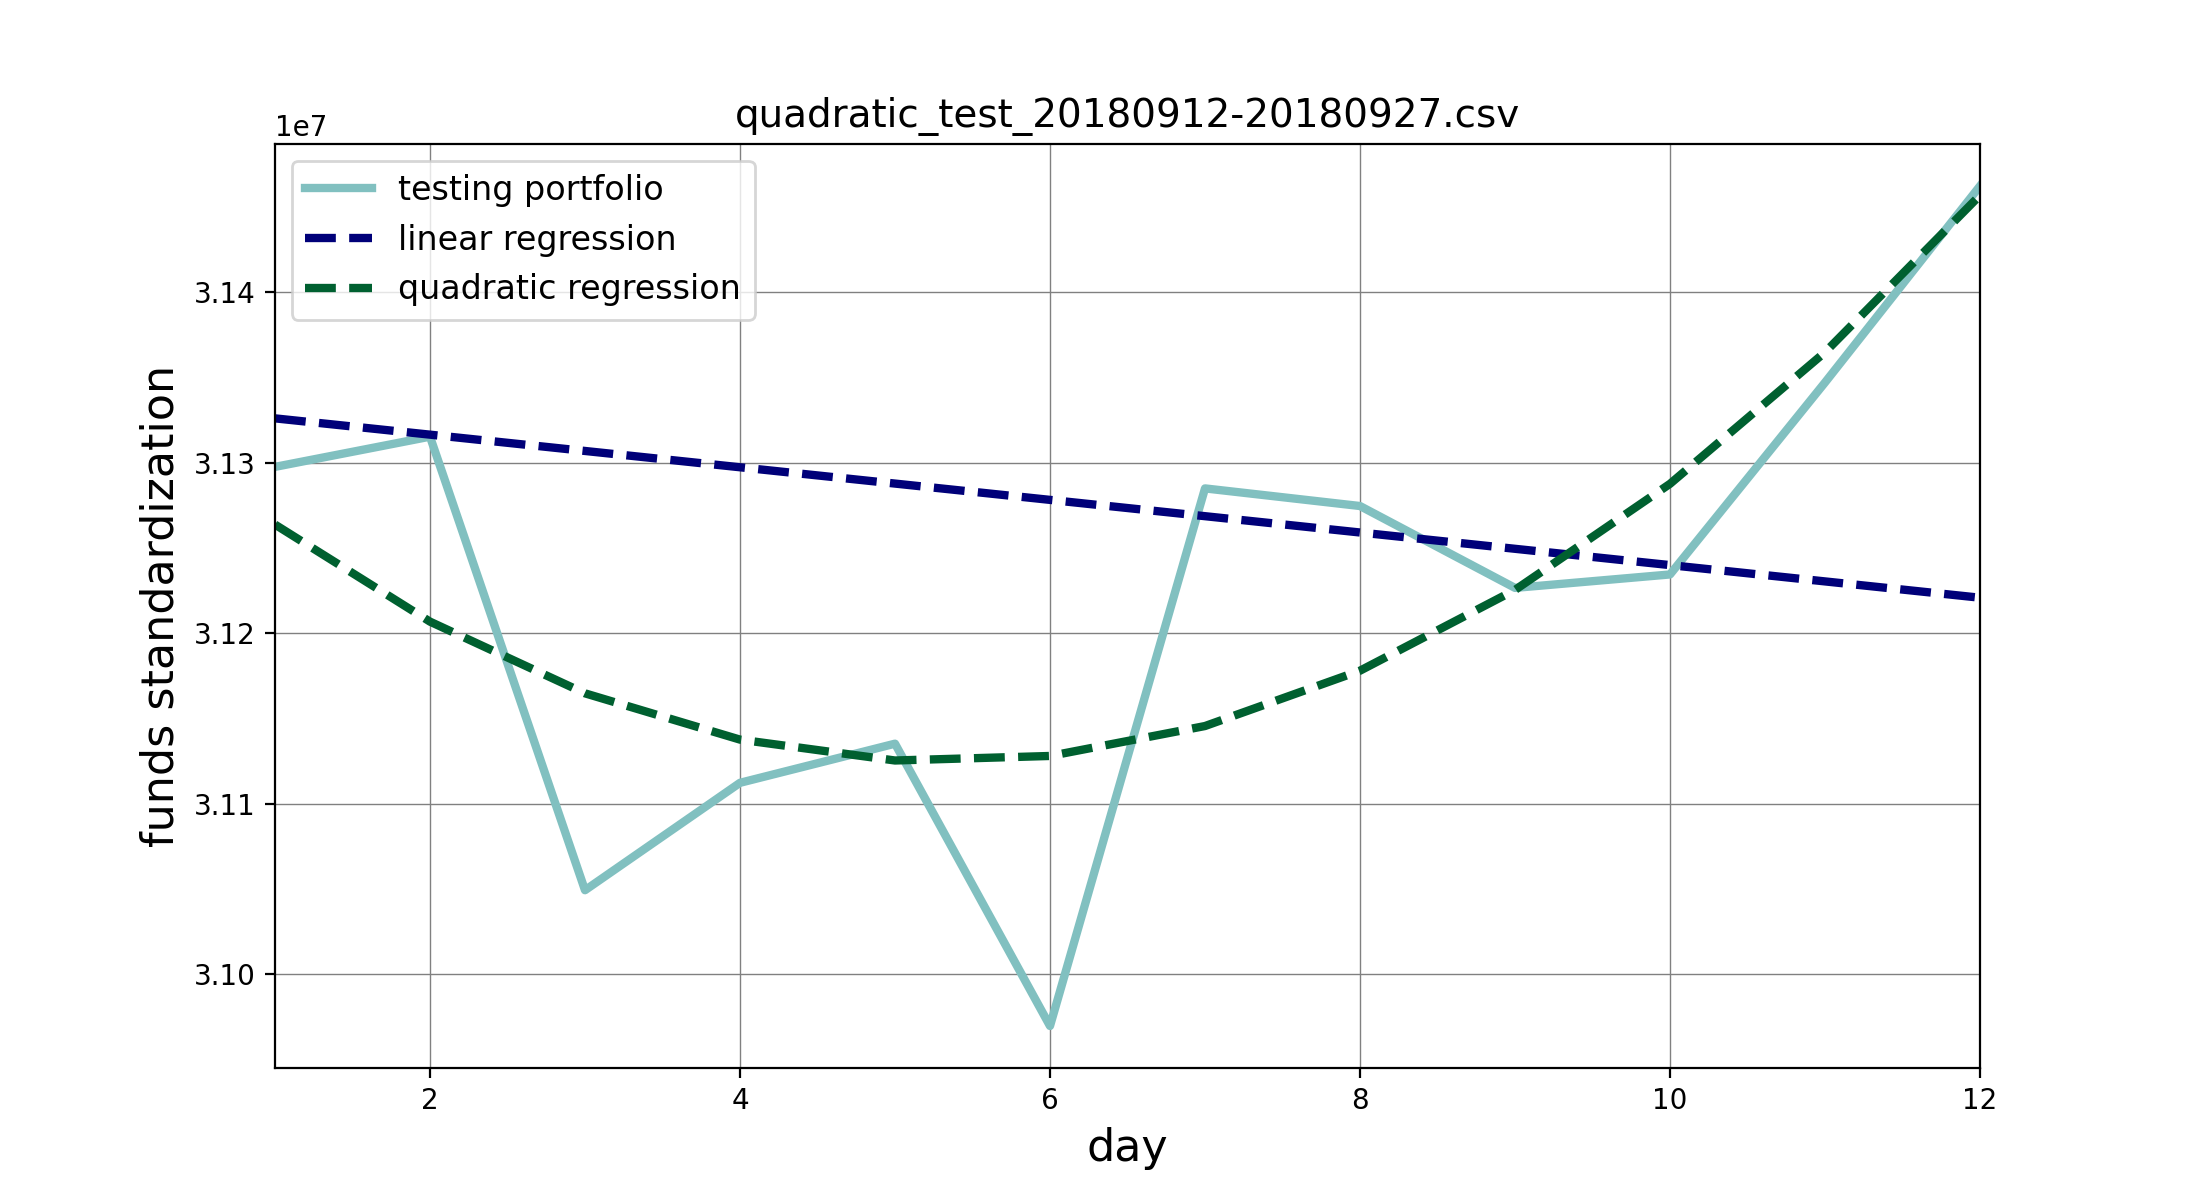 quadratic_test_20180912-20180927.csv
1e7
testing portfolio
linear regression
quadratic regression
3.14
3.13
3.12
3.11
3.10
funds standardization
2 4 6 8 10 12
day